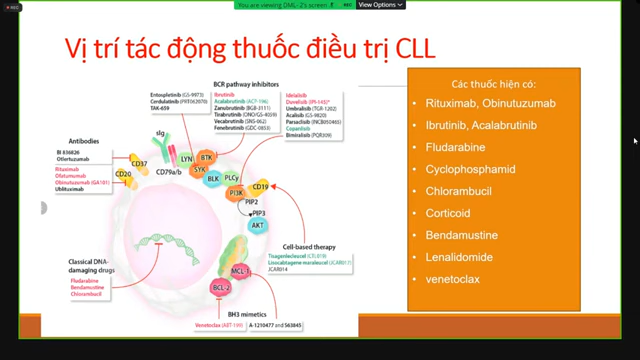 REC
You are viewing DML-2's screen
REC
View Options
Vị trí tác động thuốc điều trị CLL
BCR pathway inhibitors
Entospletinib (GS-9973)
Cerdulatinib (PRT062070)
TAK-659
Ibrutinib
Acalabrutinib (ACP-196)
Zanubrutinib (BGB-3111)
Tirabrutinib (ONO/GS-4059)
Vecabrutinib (SNS-062)
Fenebrutinib (GDC-0853)
Idelalisib
Duvelisib (IPI-145)*
Umbralisib (TGR-1202)
Acalisib (GS-9820)
Parsaclisib (INCB050465)
Copanlisib
Bimiralisib (PQR309)
Antibodies
BI 836826
Otlertuzumab
Rituximab
Ofatumumab
Obinutuzumab (GA101)
Ublituximab
CD37
CD20
sIg
CD79a/b
LYN
SYK
BTK
BLK
PLCγ
PI3K
CD19
PIP2
PIP3
AKT
Cell-based therapy
Tisagenlecleucel (CTL019)
Lisocabtagene maraleucel (JCAR017)
JCAR014
Classical DNA-
damaging drugs
Fludarabine
Bendamustine
Chlorambucil
MCL-1
BCL-2
BH3 mimetics
Venetoclax (ABT-199)
A-1210477 and S63845
Các thuốc hiện có:
• Rituximab, Obinutuzumab
• Ibrutinib, Acalabrutinib
• Fludarabine
• Cyclophosphamid
• Chlorambucil
• Corticoid
• Bendamustine
• Lenalidomide
• venetoclax